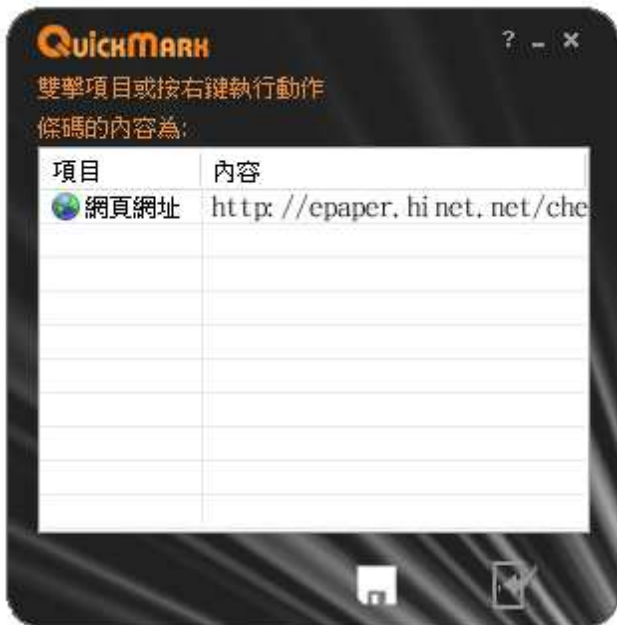 QuickMark ? - ×
雙擊項目或按右鍵執行動作
條碼的內容為:
項目 內容
網頁網址 http://epaper.hinet.net/che